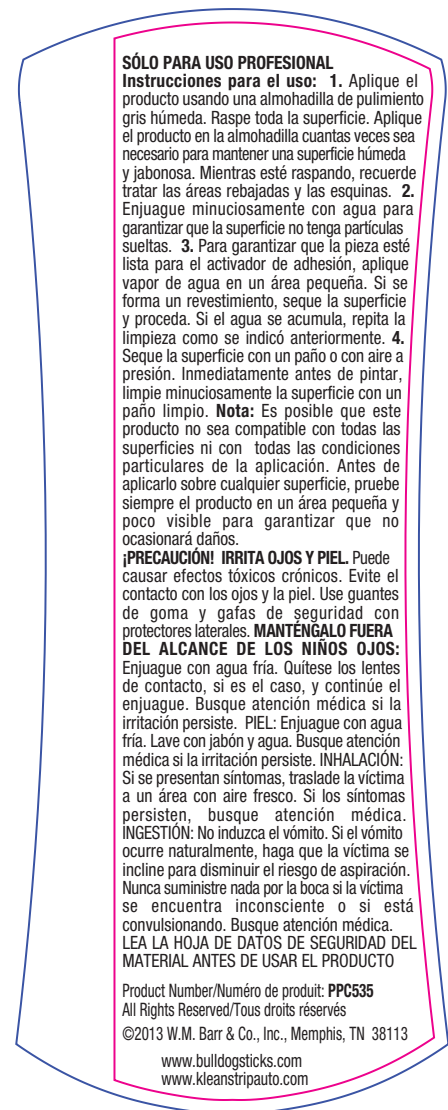 SÓLO PARA USO PROFESIONAL
Instrucciones para el uso: 1. Aplique el
producto usando una almohadilla de pulimiento
gris húmeda. Raspe toda la superficie. Aplique
el producto en la almohadilla cuantas veces sea
necesario para mantener una superficie húmeda
y jabonosa. Mientras esté raspando, recuerde
tratar las áreas rebajadas y las esquinas. 2.
Enjuague minuciosamente con agua para
garantizar que la superficie no tenga partículas
sueltas. 3. Para garantizar que la pieza esté
lista para el activador de adhesión, aplique
vapor de agua en un área pequeña. Si se
forma un revestimiento, seque la superficie
y proceda. Si el agua se acumula, repita la
limpieza como se indicó anteriormente. 4.
Seque la superficie con un paño o con aire a
presión. Inmediatamente antes de pintar,
limpie minuciosamente la superficie con un
paño limpio. Nota: Es posible que este
producto no sea compatible con todas las
superficies ni con todas las condiciones
particulares de la aplicación. Antes de
aplicarlo sobre cualquier superficie, pruebe
siempre el producto en un área pequeña y
poco visible para garantizar que no
ocasionará daños.
¡PRECAUCIÓN! IRRITA OJOS Y PIEL. Puede
causar efectos tóxicos crónicos. Evite el
contacto con los ojos y la piel. Use guantes
de goma y gafas de seguridad con
protectores laterales. MANTÉNGALO FUERA
DEL ALCANCE DE LOS NIÑOS OJOS:
Enjuague con agua fría. Quítese los lentes
de contacto, si es el caso, y continúe el
enjuague. Busque atención médica si la
irritación persiste. PIEL: Enjuague con agua
fría. Lave con jabón y agua. Busque atención
médica si la irritación persiste. INHALACIÓN:
Si se presentan síntomas, traslade la víctima
a un área con aire fresco. Si los síntomas
persisten, busque atención médica.
INGESTIÓN: No induzca el vómito. Si el vómito
ocurre naturalmente, haga que la víctima se
incline para disminuir el riesgo de aspiración.
Nunca suministre nada por la boca si la víctima
se encuentra inconsciente o si está
convulsionando. Busque atención médica.
LEA LA HOJA DE DATOS DE SEGURIDAD DEL
MATERIAL ANTES DE USAR EL PRODUCTO
Product Number/Numéro de produit: PPC535
All Rights Reserved/Tous droits réservés
©2013 W.M. Barr & Co., Inc., Memphis, TN 38113
www.bulldogsticks.com
www.kleanstripauto.com